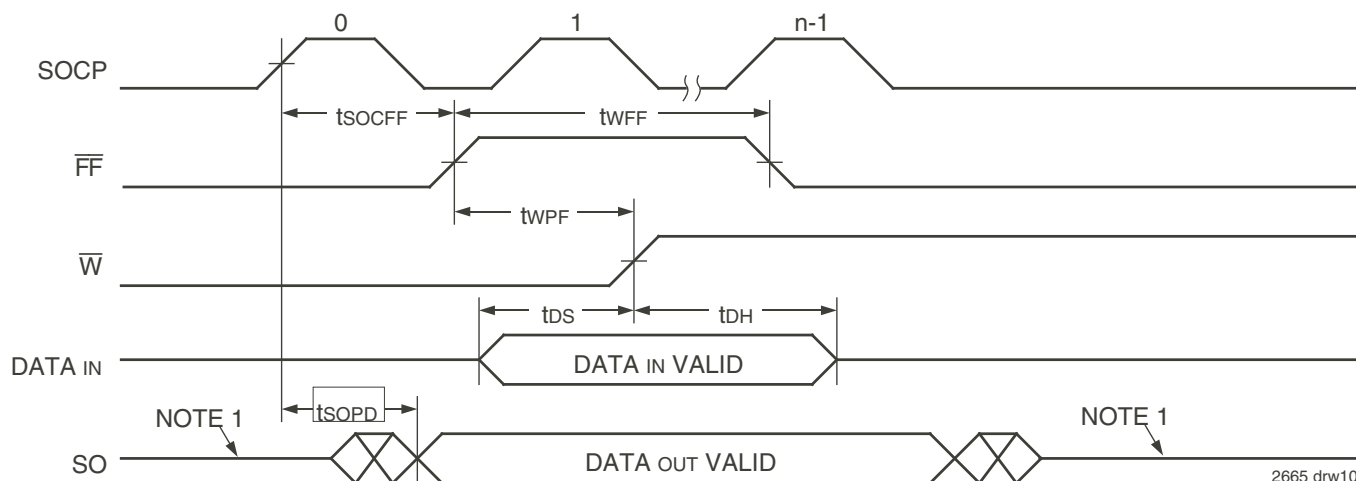 0 1 n-1
SOCP
tSOCFF tWFF
FF
tWPF
W
tDS tDH
DATA IN DATA IN VALID
tSOPD
NOTE 1 NOTE 1
SO DATA OUT VALID
2665 drw10